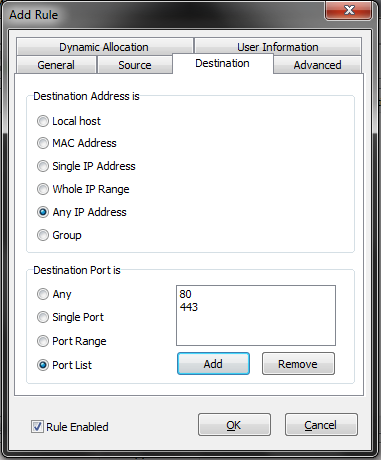 Add Rule
Dynamic Allocation User Information
General Source Destination Advanced
Destination Address is
Local host
MAC Address
Single IP Address
Whole IP Range
Any IP Address
Group
Destination Port is
Any
Single Port
Port Range
Port List
80
443
Add Remove
Rule Enabled OK Cancel